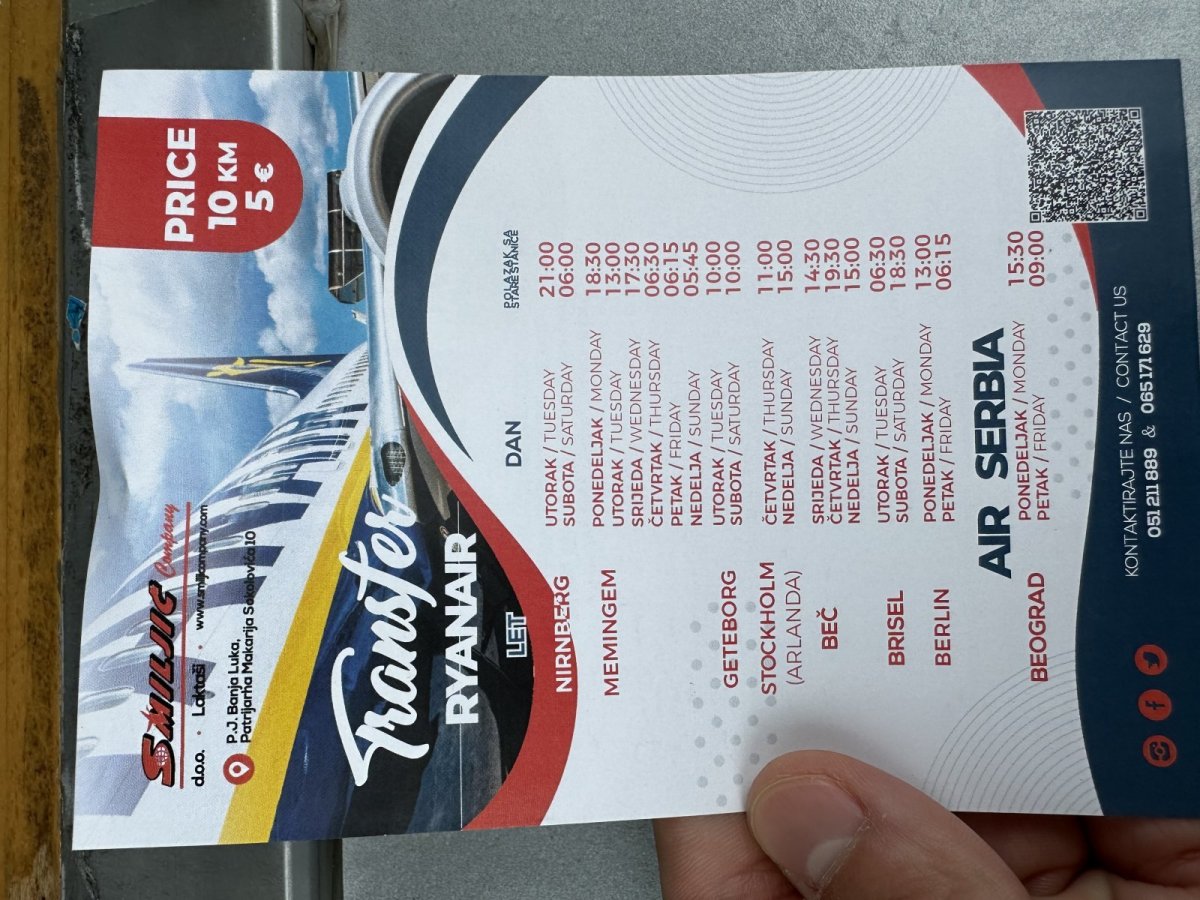 SMILJIĆ Company
d.o.o. • Laktaši • www.smiljiccompany.com
P.J. Banja Luka,
Patrijarha Makarija Sokolovića 10
PRICE
10 KM
5 €
Transfer
RYANAIR
LET DAN POLAZAK SA
STARE STANICE
NIRNBERG UTORAK / TUESDAY 21:00
SUBOTA / SATURDAY 06:00
MEMINGEM PONEDELJAK / MONDAY 18:30
UTORAK / TUESDAY 13:00
SRIJEDA / WEDNESDAY 17:30
ČETVRTAK / THURSDAY 06:30
PETAK / FRIDAY 06:15
NEDELJA / SUNDAY 05:45
GETEBORG UTORAK / TUESDAY 10:00
SUBOTA / SATURDAY 10:00
STOCKHOLM ČETVRTAK / THURSDAY 11:00
(ARLANDA) NEDELJA / SUNDAY 15:00
BEČ SRIJEDA / WEDNESDAY 14:30
ČETVRTAK / THURSDAY 19:30
NEDELJA / SUNDAY 15:00
BRISEL UTORAK / TUESDAY 06:30
SUBOTA / SATURDAY 18:30
BERLIN PONEDELJAK / MONDAY 13:00
PETAK / FRIDAY 06:15
AIR SERBIA
BEOGRAD PONEDELJAK / MONDAY 15:30
PETAK / FRIDAY 09:00
KONTAKTIRAJTE NAS / CONTACT US
051 211 889 & 065 171 629